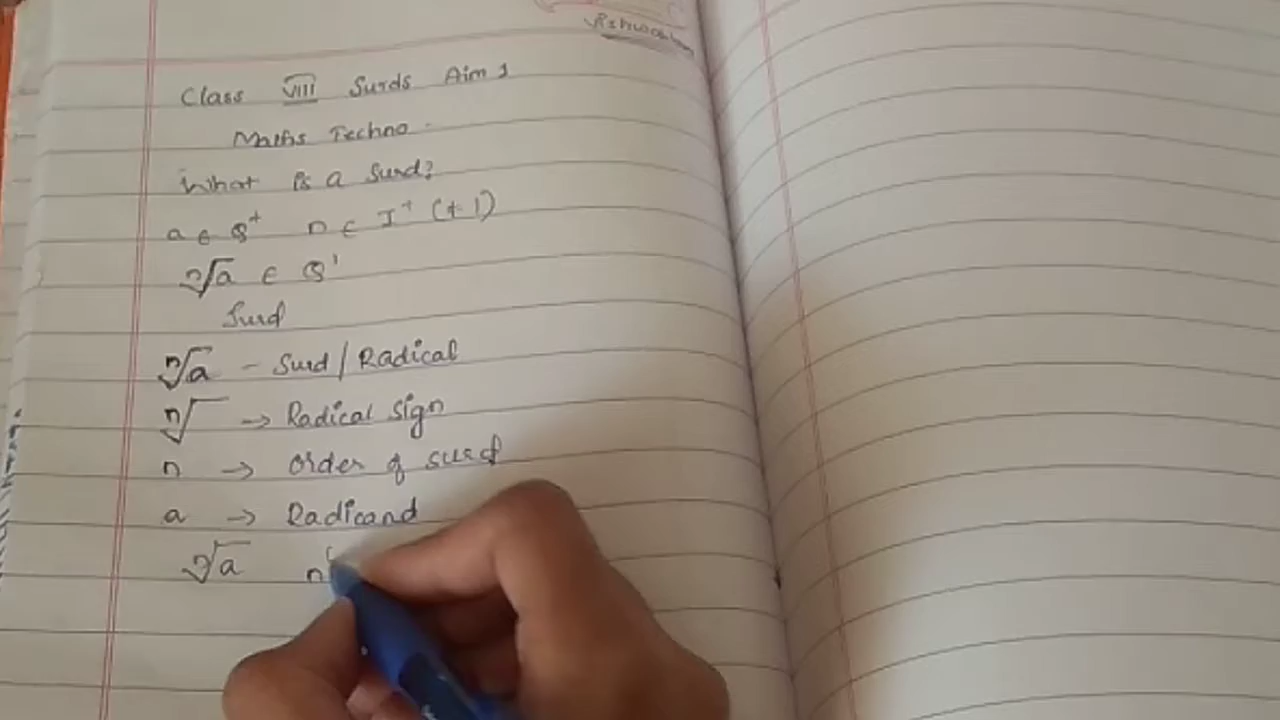 Class VIII Surds Aim 1
Maths Techno
What is a Surd?
a ∈ Q⁺ n ∈ I⁺ (+1)
ⁿ√a ∈ Q'
Surd
ⁿ√a - Surd/Radical
ⁿ√ → Radical sign
n → order of surd
a → Radicand
ⁿ√a n